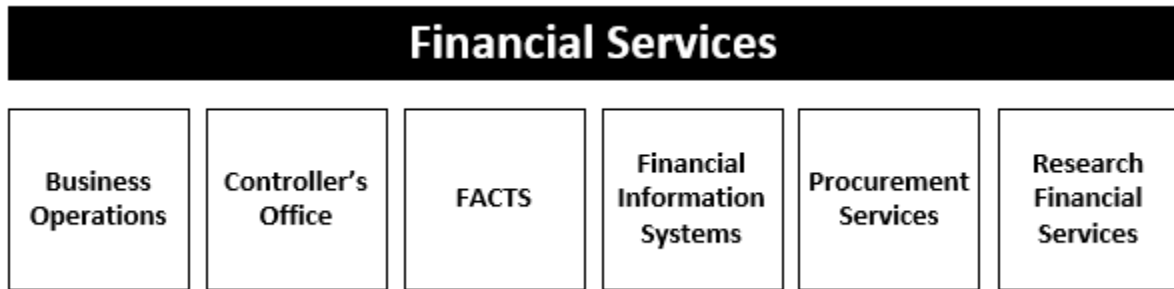 Financial Services
Business
Operations
Controller’s
Office
FACTS
Financial
Information
Systems
Procurement
Services
Research
Financial
Services